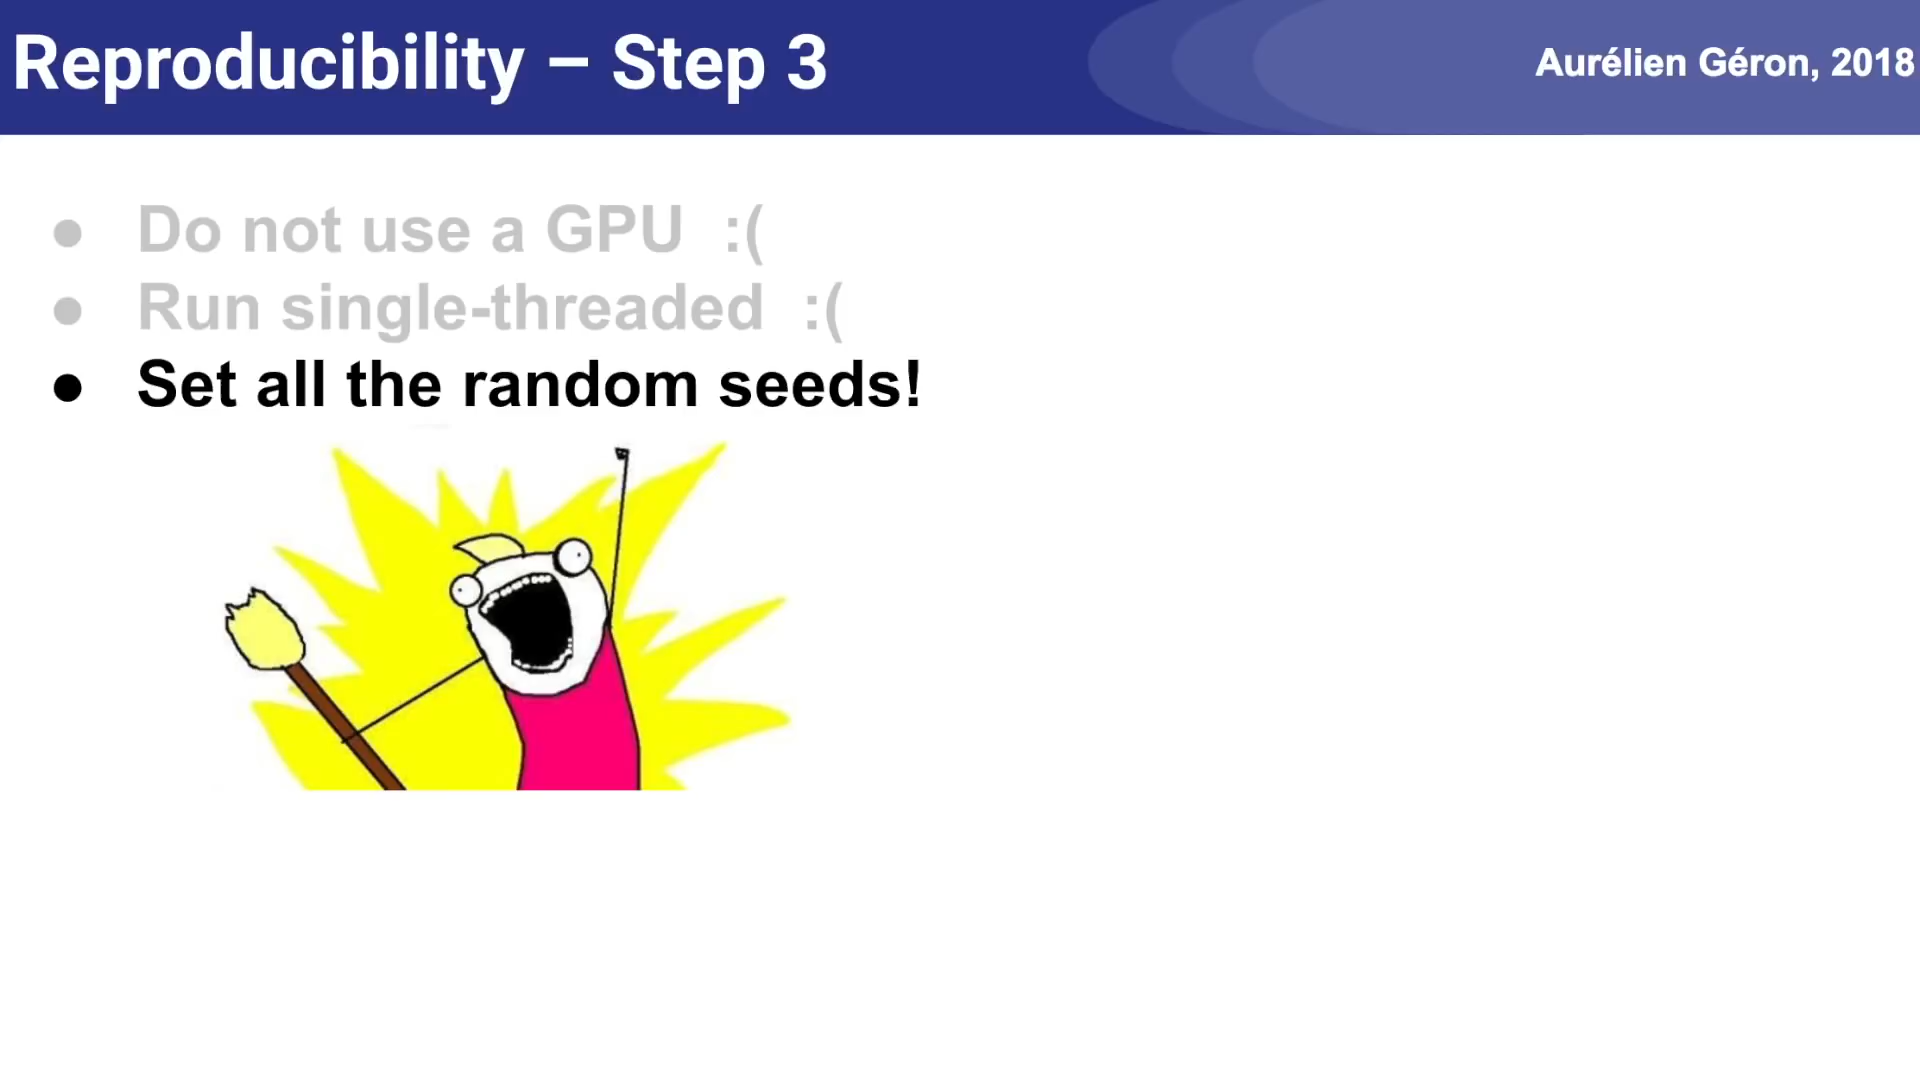 Reproducibility – Step 3
Aurélien Géron, 2018
● Do not use a GPU :(
● Run single-threaded :(
● Set all the random seeds!